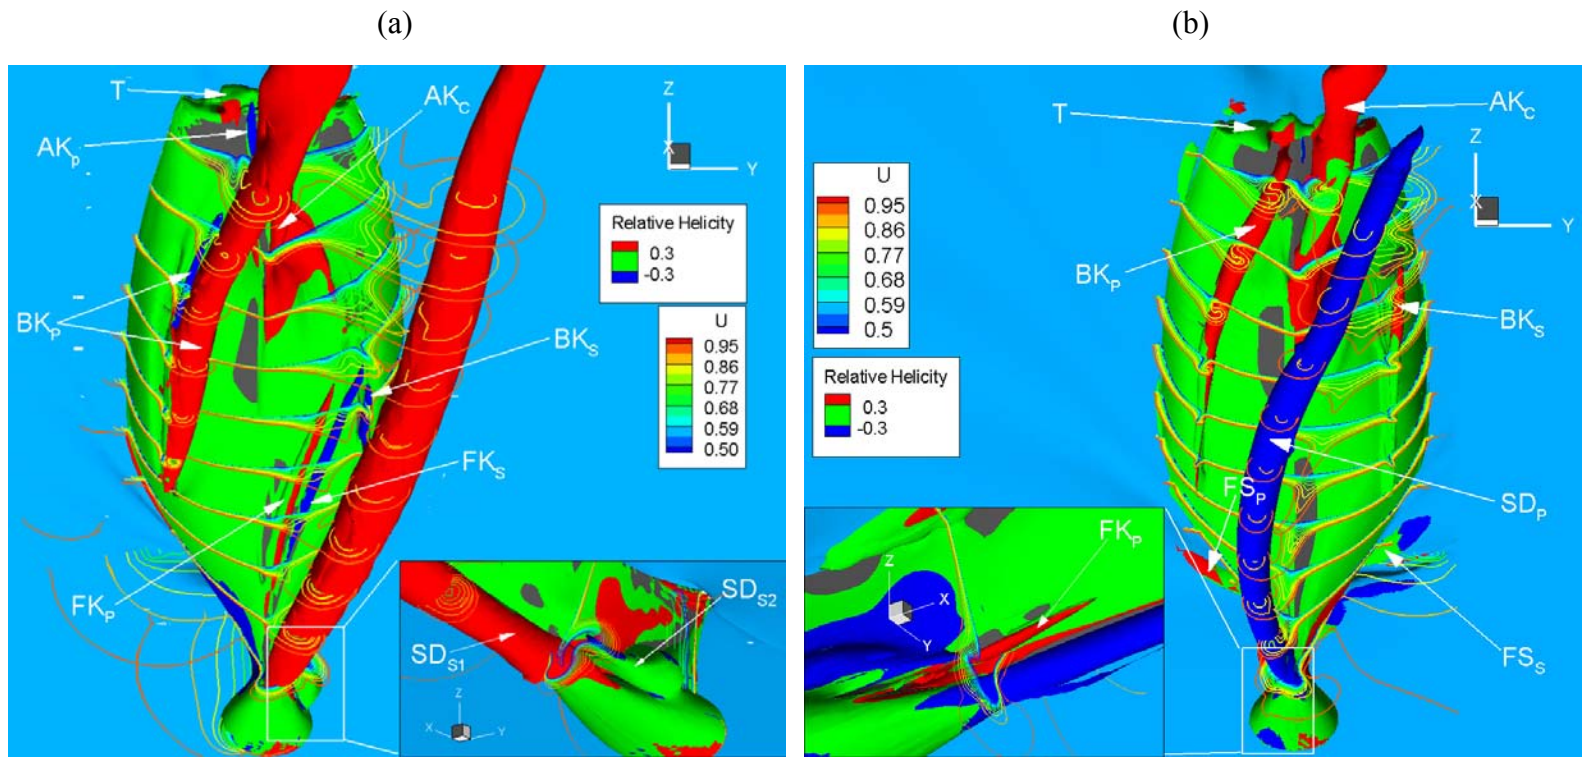 (a)
(b)
T
AKp
AKC
BKP
BKS
FKS
FKP
SDS1
SDS2
Z
X
Y
Relative Helicity
0.3
-0.3
U
0.95
0.86
0.77
0.68
0.59
0.50
X
Z
Y
T
AKC
BKP
BKS
FSP
SDP
FSS
FKP
Z
X
Y
U
0.95
0.86
0.77
0.68
0.59
0.5
Relative Helicity
0.3
-0.3
Z
X
Y